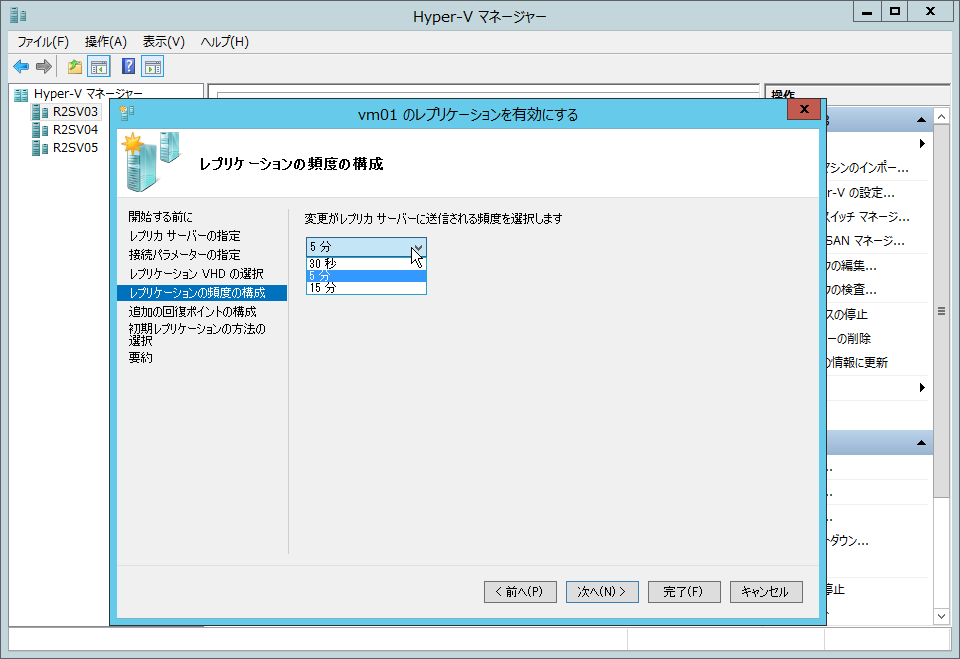 Hyper-V マネージャー
ファイル(F) 操作(A) 表示(V) ヘルプ(H)
Hyper-V マネージャー
R2SV03
R2SV04
R2SV05
操作
vm01 のレプリケーションを有効にする
レプリケーションの頻度の構成
開始する前に
レプリカ サーバーの指定
接続パラメーターの指定
レプリケーション VHD の選択
レプリケーションの頻度の構成
追加の回復ポイントの構成
初期レプリケーションの方法の
選択
要約
変更がレプリカ サーバーに送信される頻度を選択します
5 分
30 秒
5 分
15 分
< 前へ(P)
次へ(N) >
完了(F)
キャンセル
マシンのインポー...
r-V の設定...
スイッチ マネージ...
SAN マネージ...
クの編集...
クの検査...
スの停止
ーの削除
の情報に更新
トダウン...
停止